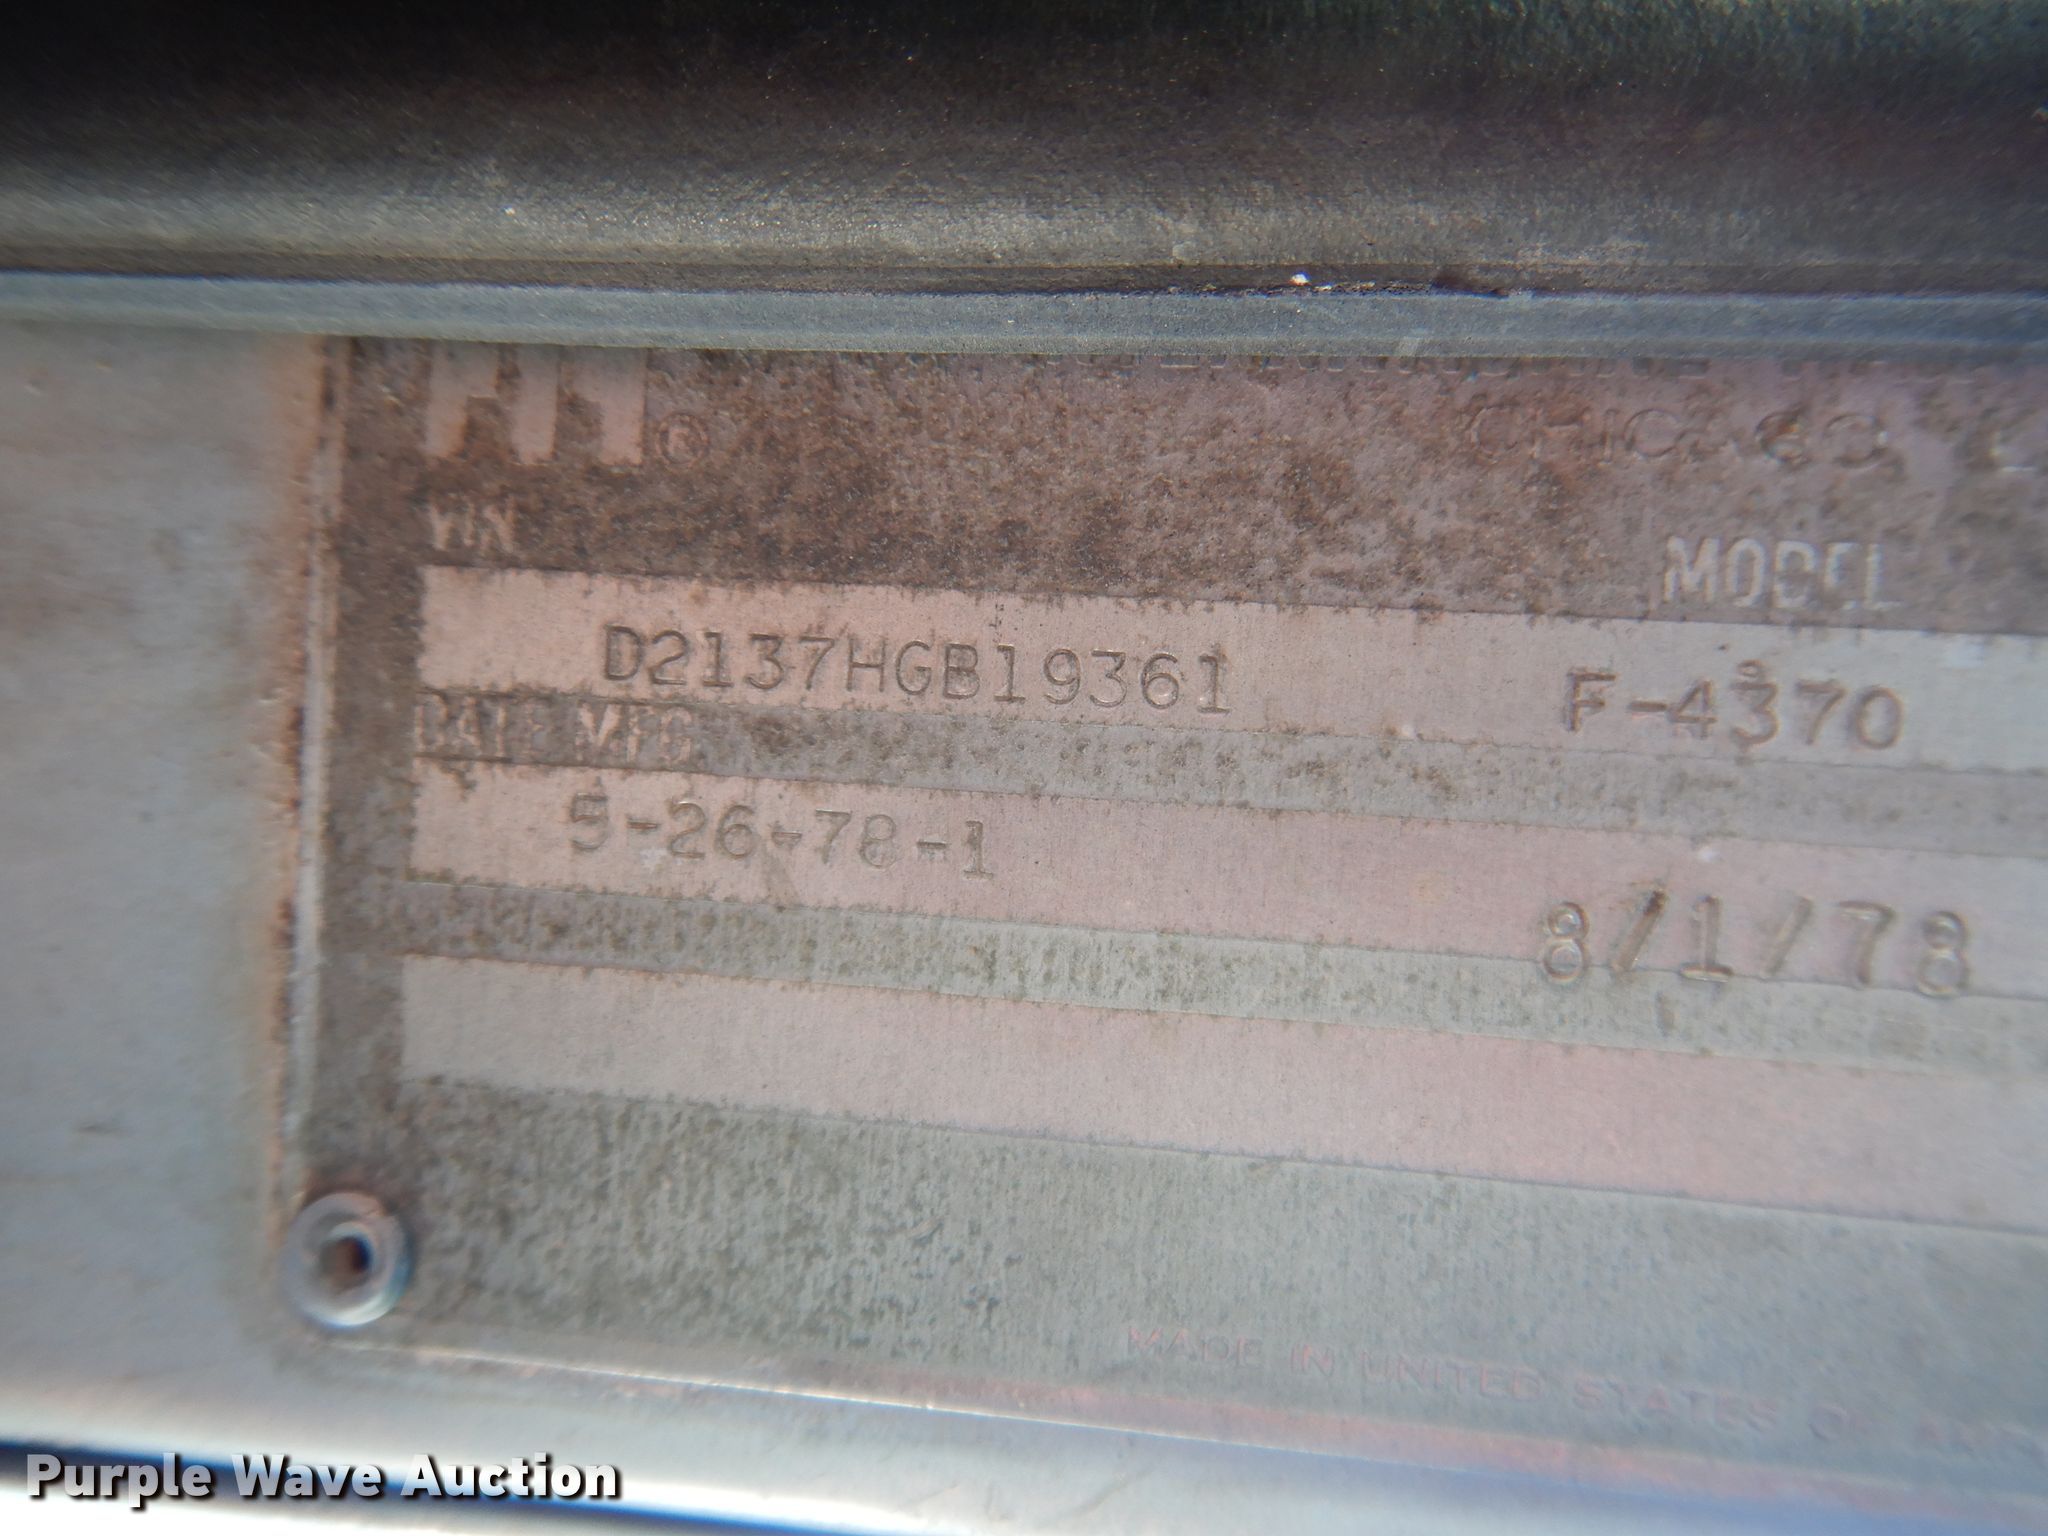 ®
CHICAGO
VIN
MODEL
D2137HGB19361
F-4370
DATE MFG
5-26-78-1
8/1/78
MADE IN UNITED STATES OF
Purple Wave Auction